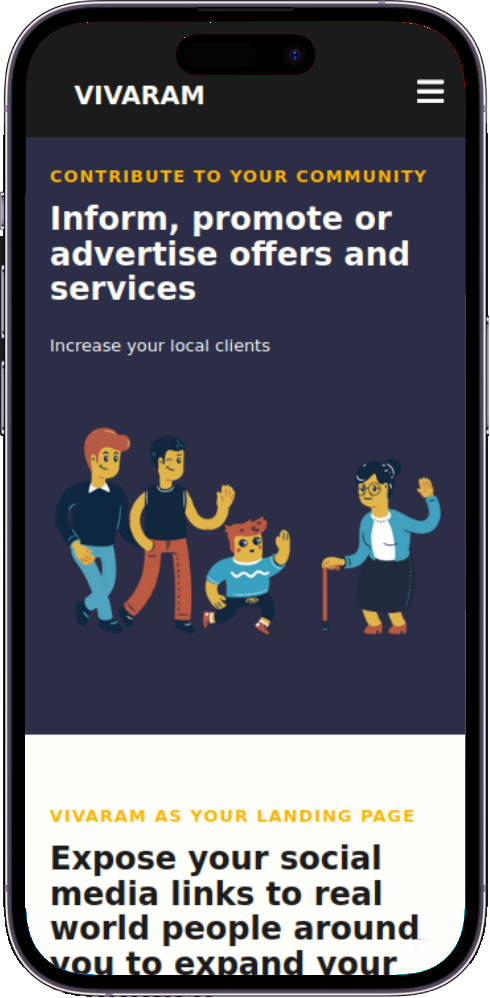 VIVARAM
CONTRIBUTE TO YOUR COMMUNITY
Inform, promote or
advertise offers and
services
Increase your local clients
VIVARAM AS YOUR LANDING PAGE
Expose your social
media links to real
world people around
you to expand your